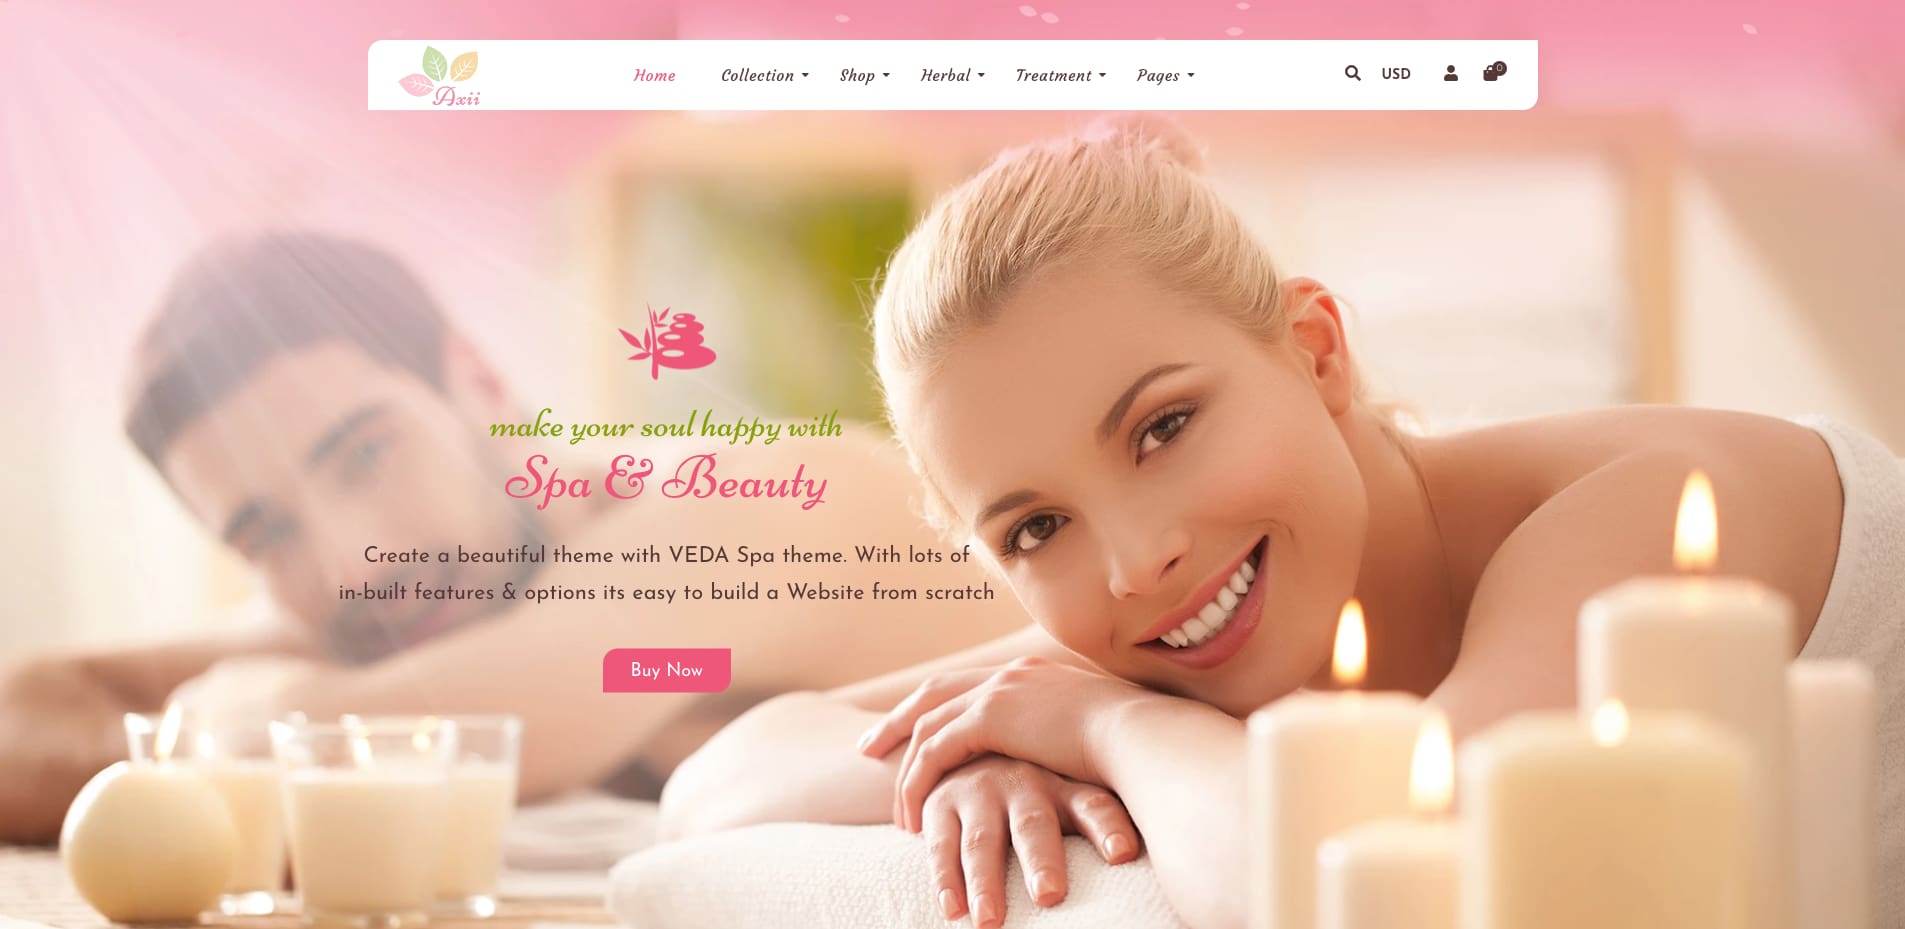 Axii
Home Collection Shop Herbal Treatment Pages USD 0
make your soul happy with
Spa & Beauty
Create a beautiful theme with VEDA Spa theme. With lots of
in-built features & options its easy to build a Website from scratch
Buy Now